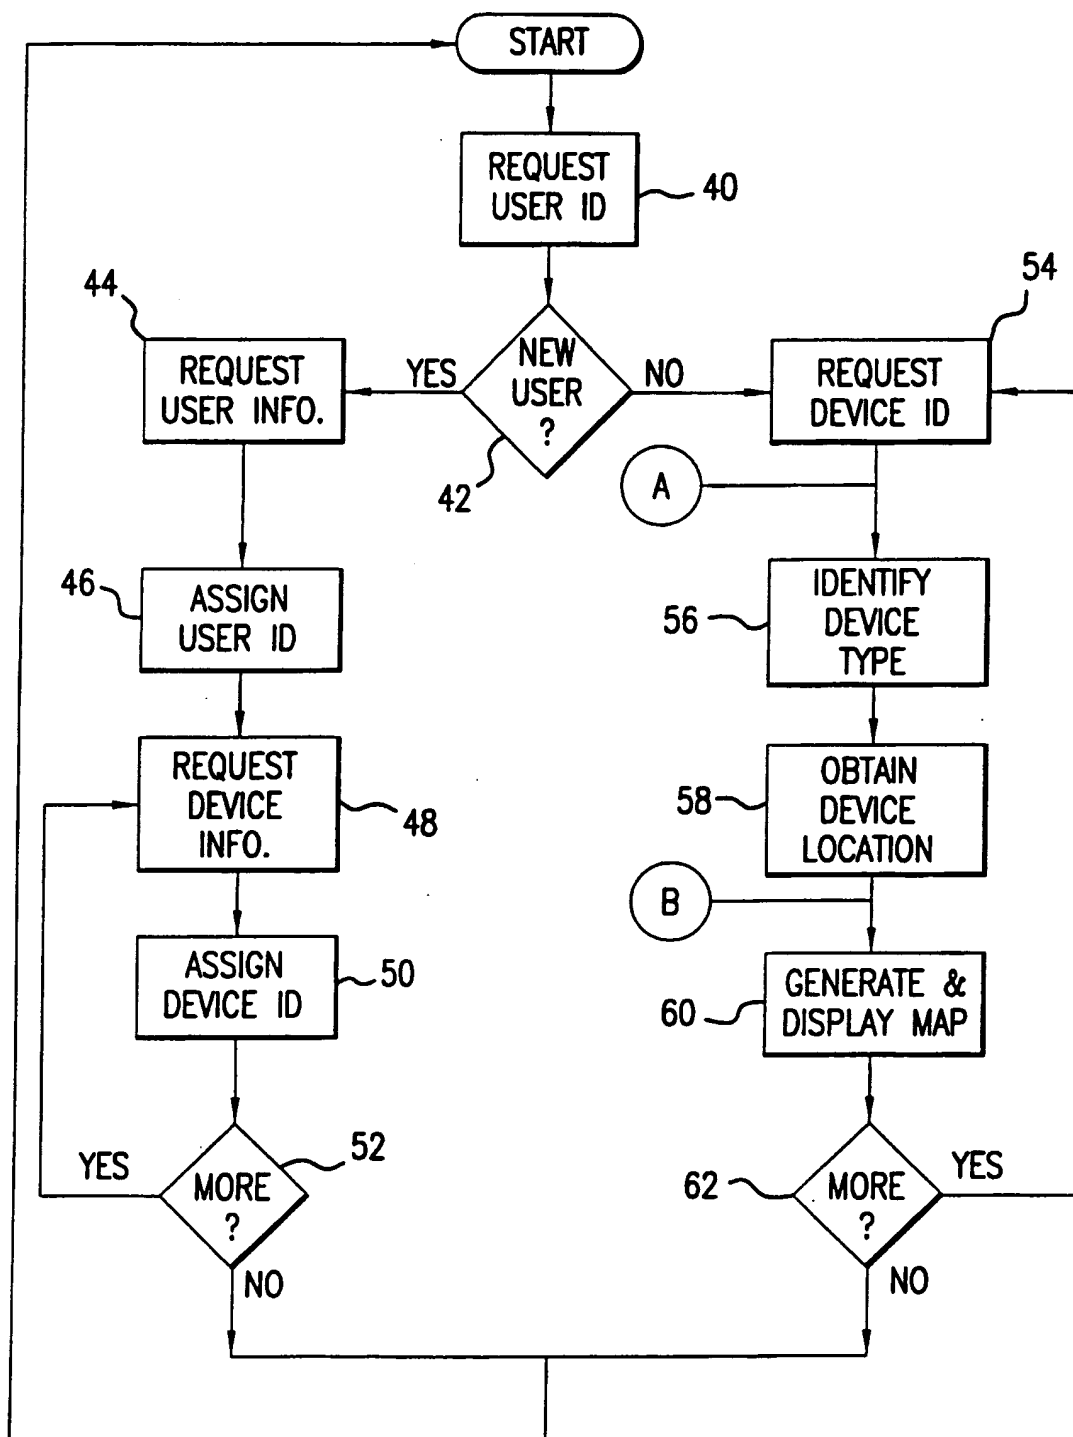 START
REQUEST
USER ID
40
54
44
NEW
USER
?
YES
NO
REQUEST
USER INFO.
REQUEST
DEVICE ID
42
A
46
ASSIGN
USER ID
IDENTIFY
DEVICE
TYPE
56
REQUEST
DEVICE
INFO.
48
OBTAIN
DEVICE
LOCATION
58
B
ASSIGN
DEVICE ID
50
GENERATE &
DISPLAY MAP
60
52
YES
MORE
?
NO
62
MORE
?
YES
NO